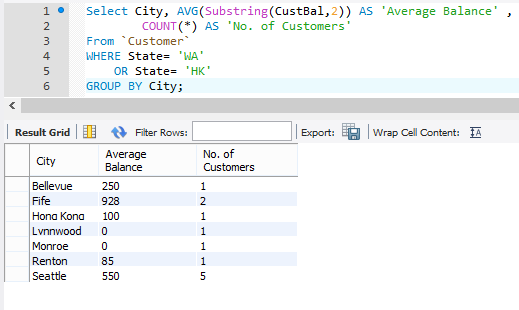 1 Select City, AVG(Substring(CustBal,2)) AS 'Average Balance' ,
2 COUNT(*) AS 'No. of Customers'
3 From `Customer`
4 WHERE State= 'WA'
5 OR State= 'HK'
6 GROUP BY City;
Result Grid Filter Rows: Export: Wrap Cell Content: IA
City Average Balance No. of Customers
Bellevue 250 1
Fife 928 2
Hong Kong 100 1
Lynnwood 0 1
Monroe 0 1
Renton 85 1
Seattle 550 5